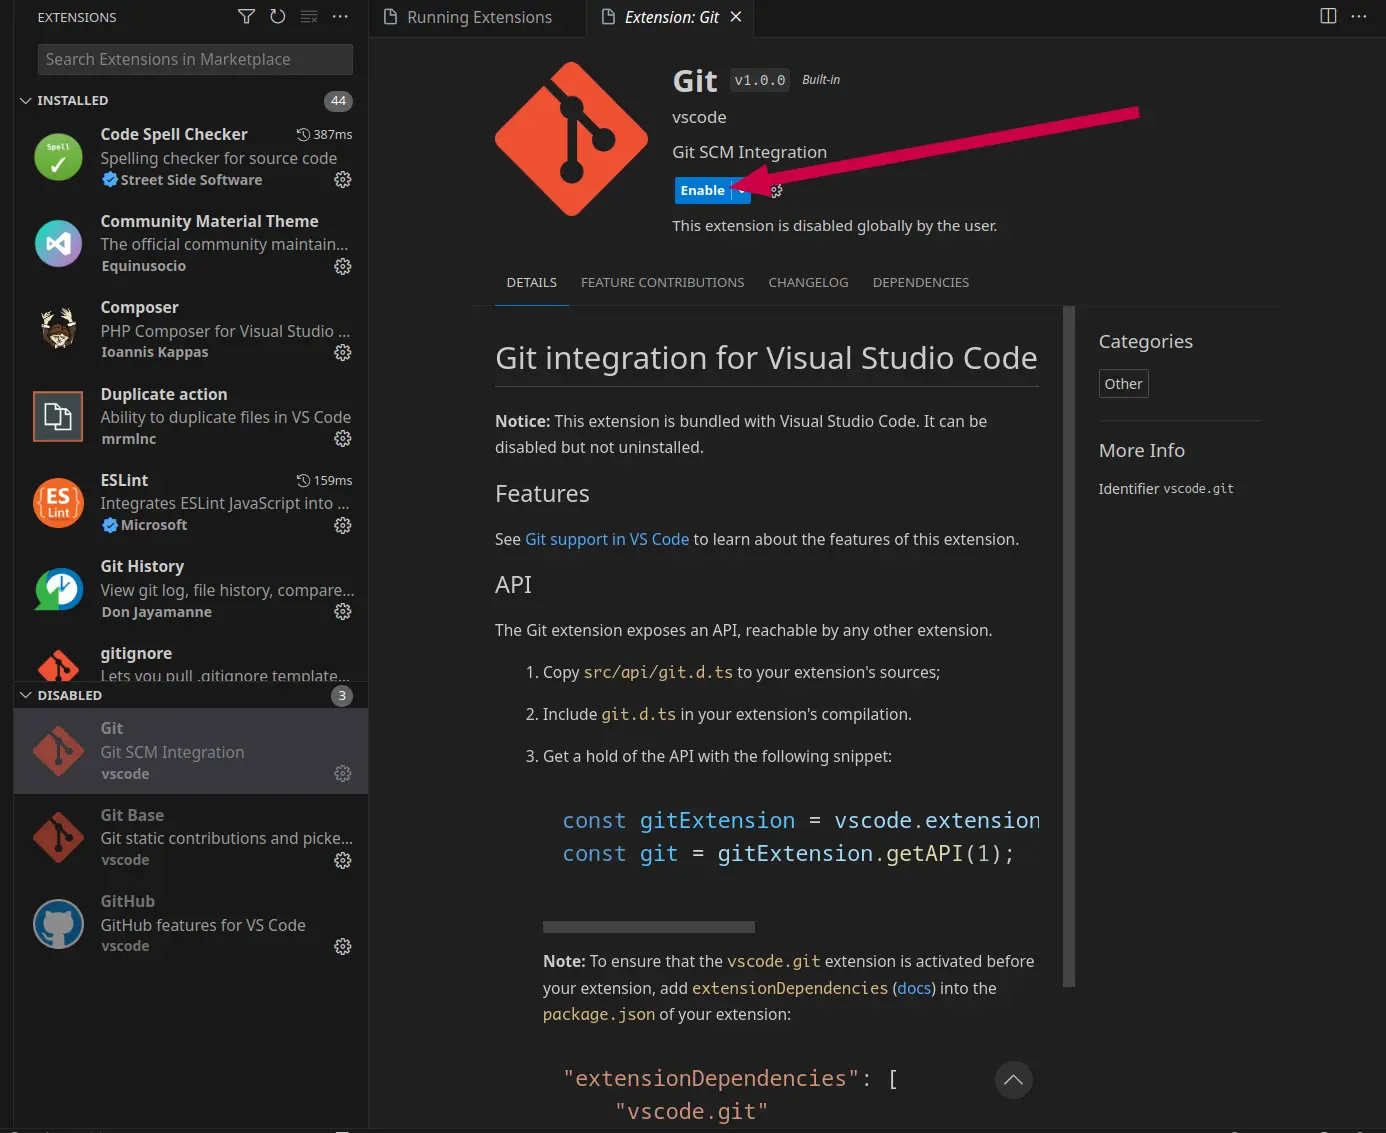 EXTENSIONS
Search Extensions in Marketplace
INSTALLED
44
Code Spell Checker
387ms
Spelling checker for source code
Street Side Software
Spell
Community Material Theme
The official community maintain...
Equinusocio
Composer
PHP Composer for Visual Studio ...
Ioannis Kappas
Duplicate action
Ability to duplicate files in VS Code
mrmlnc
ESLint
159ms
Integrates ESLint JavaScript into ...
Microsoft
{ES}
Lint
Git History
View git log, file history, compare...
Don Jayamanne
gitignore
Lets you pull .gitignore template...
DISABLED
3
Git
Git SCM Integration
vscode
Git Base
Git static contributions and picke...
vscode
GitHub
GitHub features for VS Code
vscode
Running Extensions
Extension: Git
Git
v1.0.0
Built-in
vscode
Git SCM Integration
Enable
This extension is disabled globally by the user.
DETAILS
FEATURE CONTRIBUTIONS
CHANGELOG
DEPENDENCIES
Git integration for Visual Studio Code
Notice: This extension is bundled with Visual Studio Code. It can be
disabled but not uninstalled.
Features
See Git support in VS Code to learn about the features of this extension.
API
The Git extension exposes an API, reachable by any other extension.
1. Copy src/api/git.d.ts to your extension's sources;
2. Include git.d.ts in your extension's compilation.
3. Get a hold of the API with the following snippet:
const gitExtension = vscode.extension
const git = gitExtension.getAPI(1);
Note: To ensure that the vscode.git extension is activated before
your extension, add extensionDependencies (docs) into the
package.json of your extension:
"extensionDependencies": [
"vscode.git"
Categories
Other
More Info
Identifier vscode.git